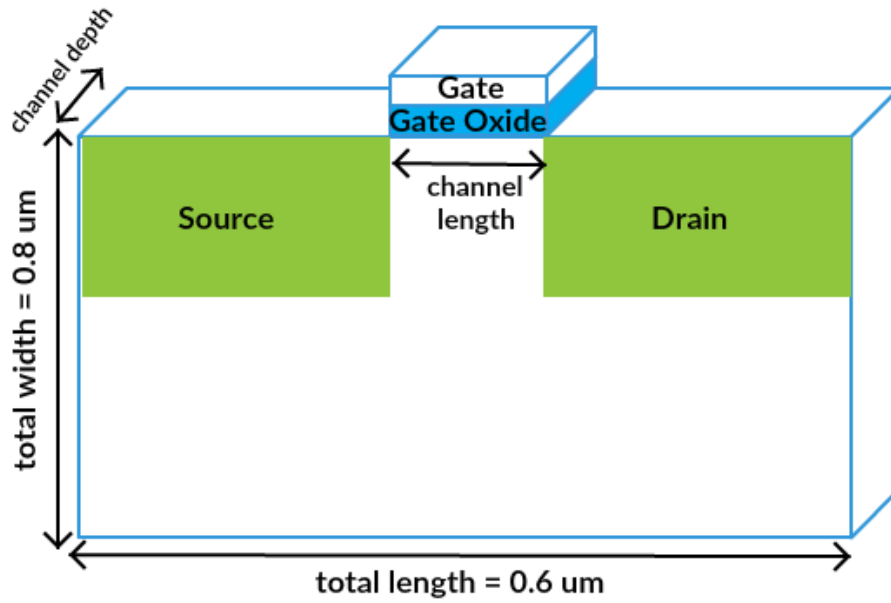 channel depth
Gate
Gate Oxide
channel
length
Source
Drain
total width = 0.8 um
total length = 0.6 um